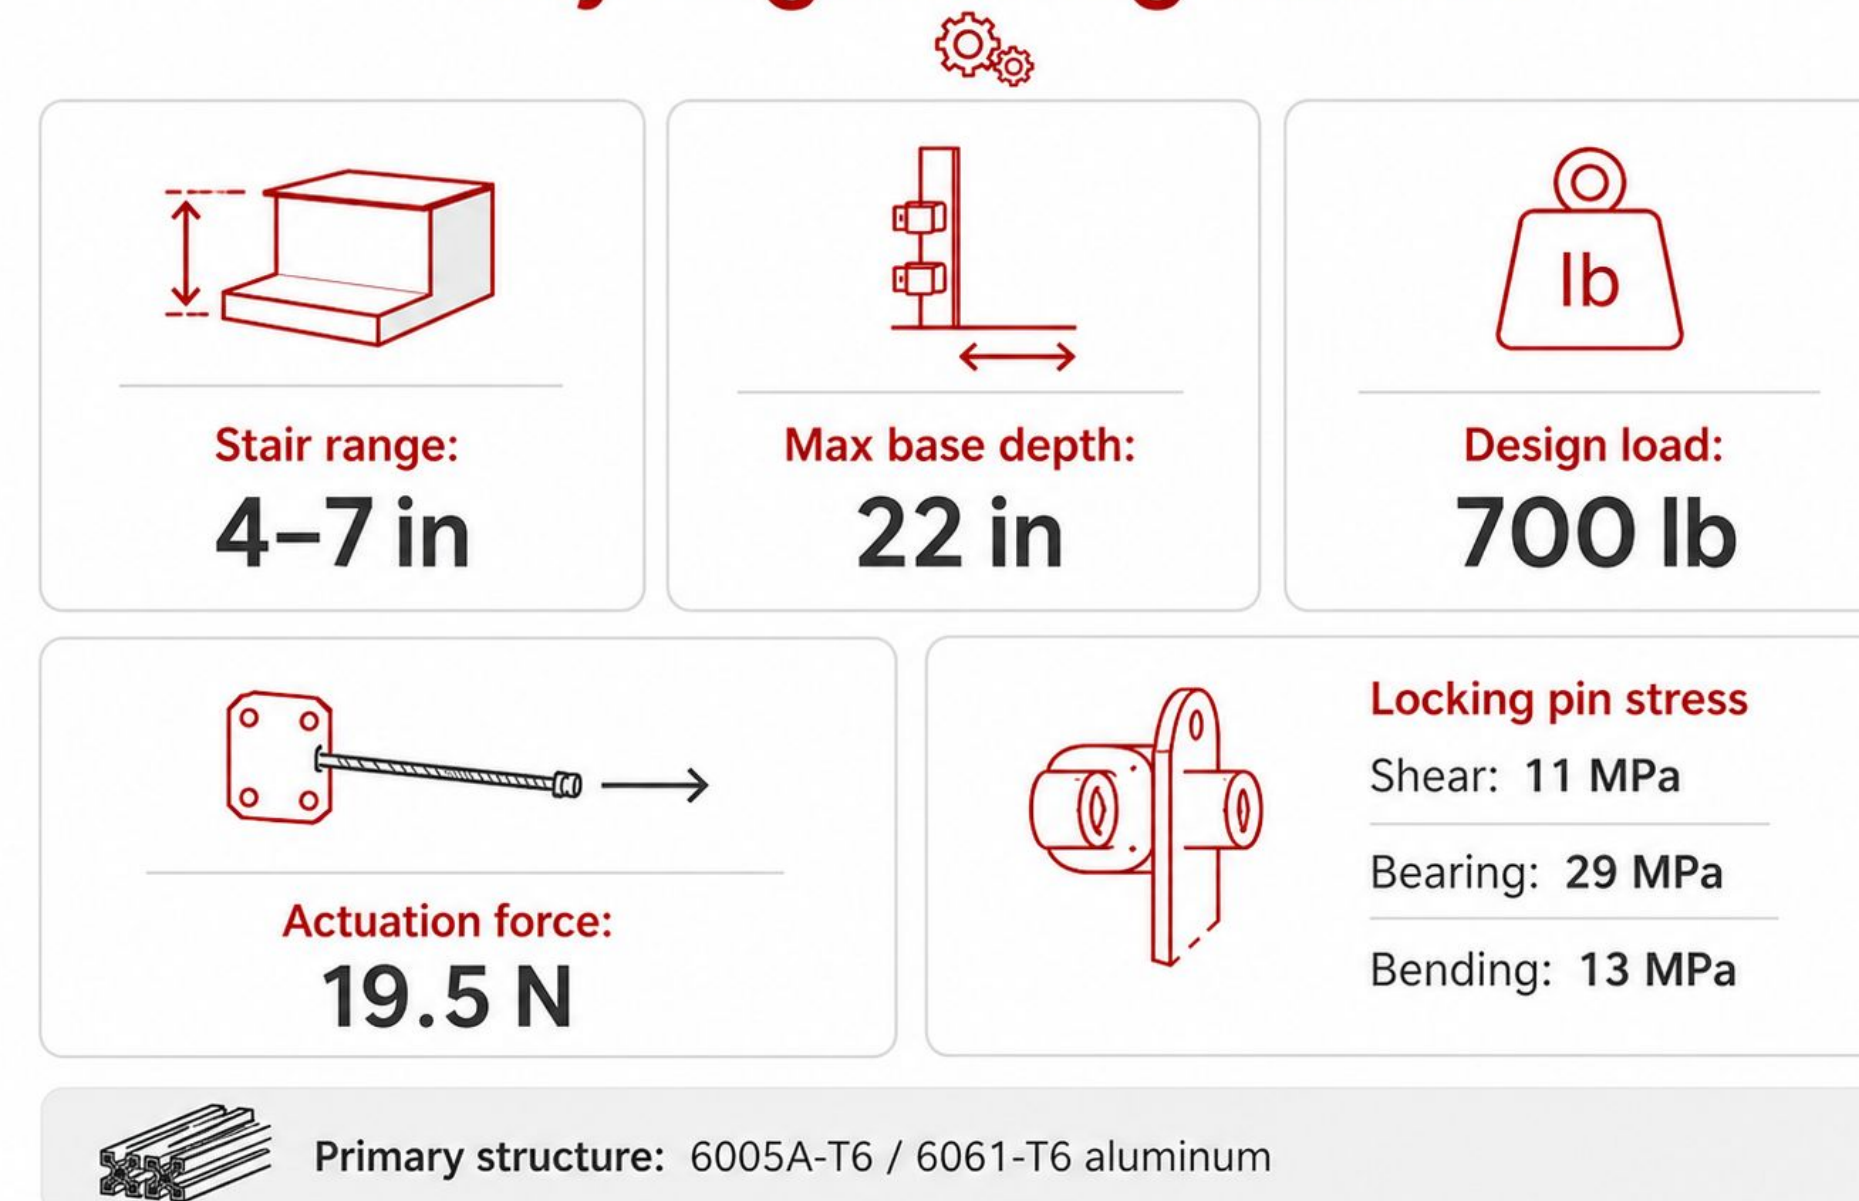 lb
Stair range:
4–7 in
Max base depth:
22 in
Design load:
700 lb
Actuation force:
19.5 N
Locking pin stress
Shear: 11 MPa
Bearing: 29 MPa
Bending: 13 MPa
Primary structure: 6005A-T6 / 6061-T6 aluminum